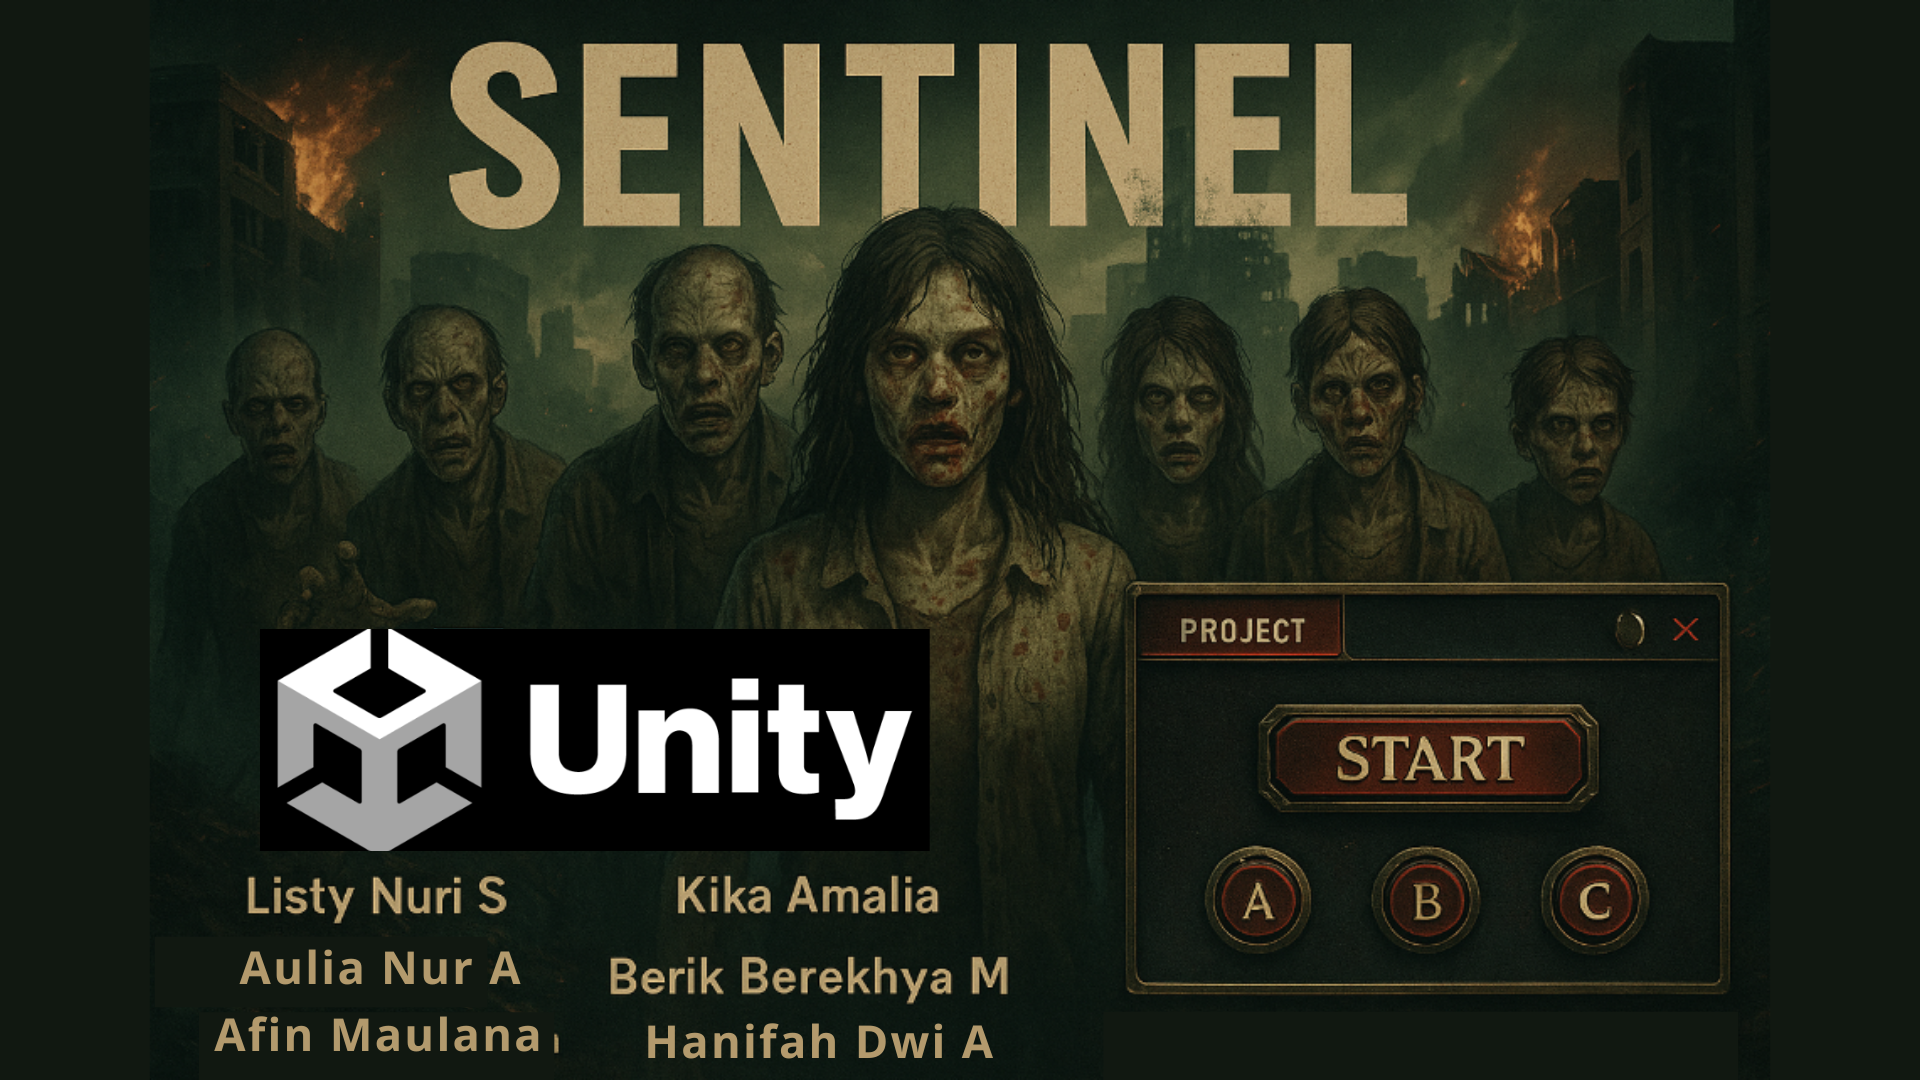 SENTINEL
PROJECT
START
A B C
Unity
Listy Nuri S
Kika Amalia
Aulia Nur A
Berik Berekhya M
Afin Maulana
Hanifah Dwi A